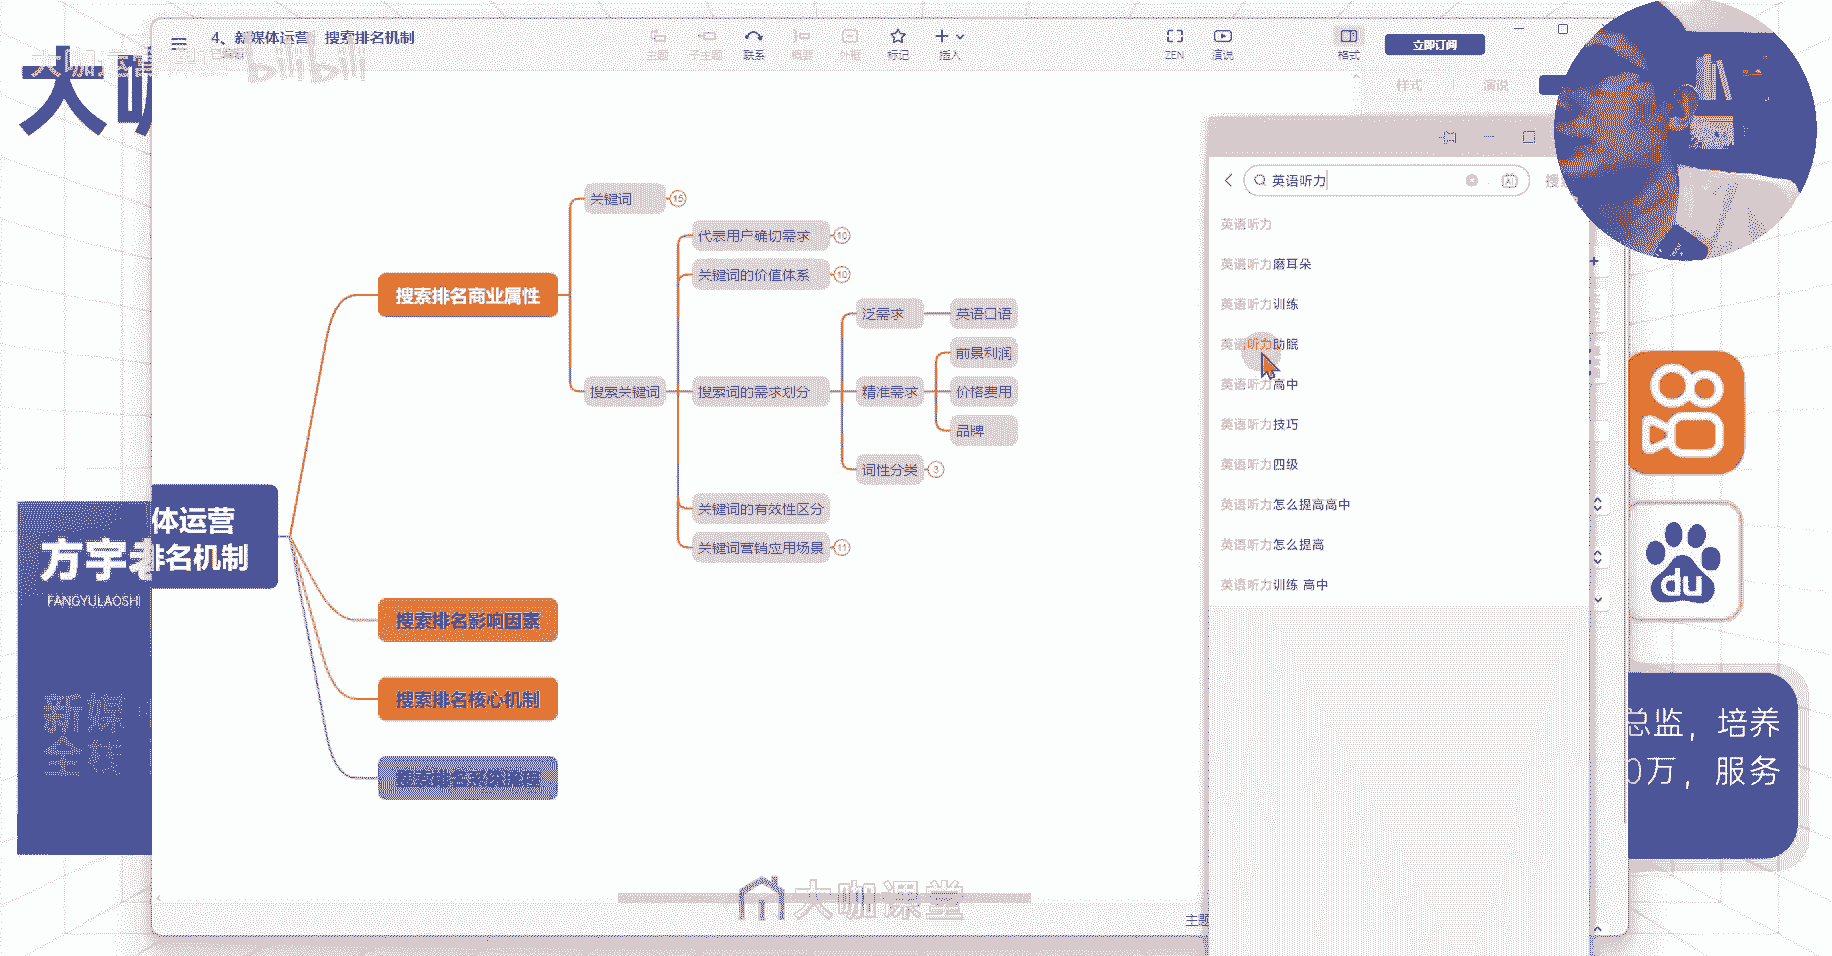 4、新媒体运营 搜索排名机制
bilibili
主题
子主题
联系
概要
外框
标记
插入
ZEN
演说
格式
立即订阅
样式
演说
大咖
英语听力
AI
英语听力
英语听力磨耳朵
英语听力训练
英语听力助眠
英语听力高中
英语听力技巧
英语听力四级
英语听力怎么提高高中
英语听力怎么提高
英语听力训练 高中
关键词
15
代表用户确切需求
10
关键词的价值体系
10
搜索排名商业属性
泛需求
英语口语
前景利润
搜索关键词
搜索词的需求划分
精准需求
价格费用
品牌
词性分类
3
关键词的有效性区分
关键词营销应用场景
11
体运营
排名机制
搜索排名影响因素
搜索排名核心机制
搜索排名系统流程
方宇老
FANGYULAOSHI
新媒
全栈
du
总监，培养
0万，服务
大咖课堂
主题